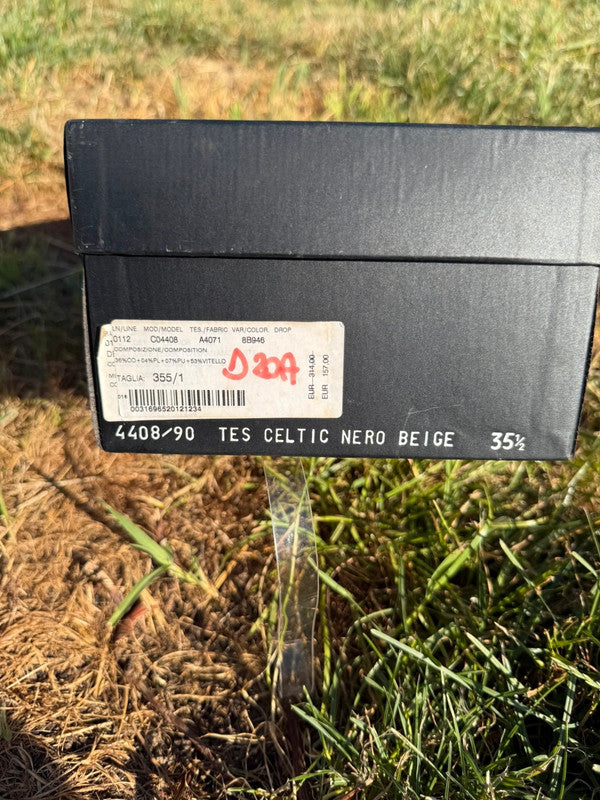 LN/LINE. MOD/MODEL TES./FABRIC VAR/COLOR. DROP
0112 C04408 A4071 8B946
COMPOSIZIONE/COMPOSITION
36%CO+04%PL+07%PU+53%VITELLO
D 20A
TAGLIA: 355/1
EUR 314,00
EUR 157,00
0031696520121234
4408/90 TES CELTIC NERO BEIGE 35½